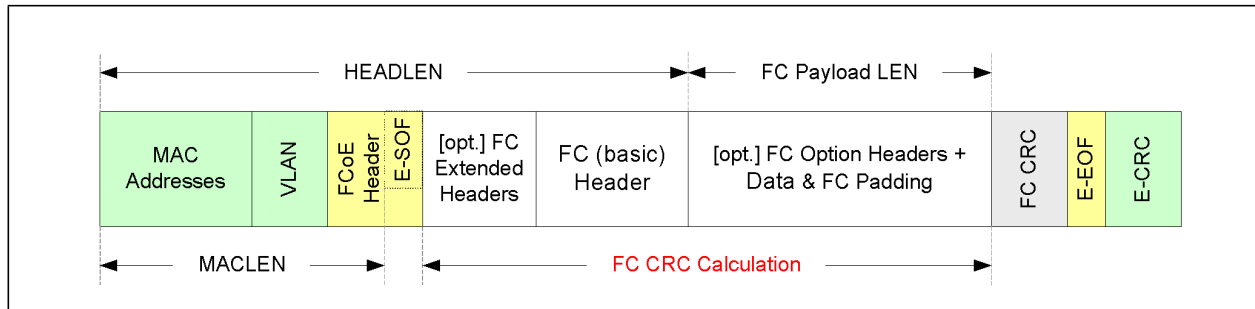 HEADLEN
FC Payload LEN
MAC
Addresses
VLAN
FCoE
Header
E-SOF
[opt.] FC
Extended
Headers
FC (basic)
Header
[opt.] FC Option Headers +
Data & FC Padding
FC CRC
E-EOF
E-CRC
MACLEN
FC CRC Calculation